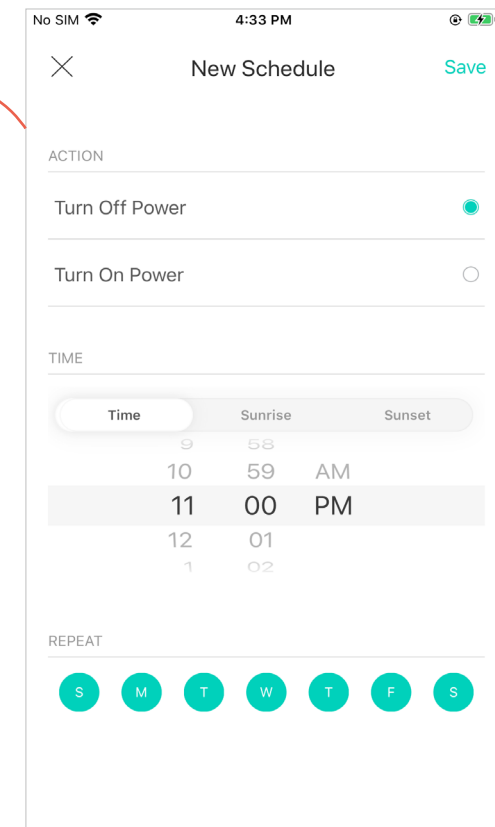 No SIM 4:33 PM
New Schedule Save
ACTION
Turn Off Power
Turn On Power
TIME
Time Sunrise Sunset
9 58
10 59 AM
11 00 PM
12 01
1 02
REPEAT
S M T W T F S